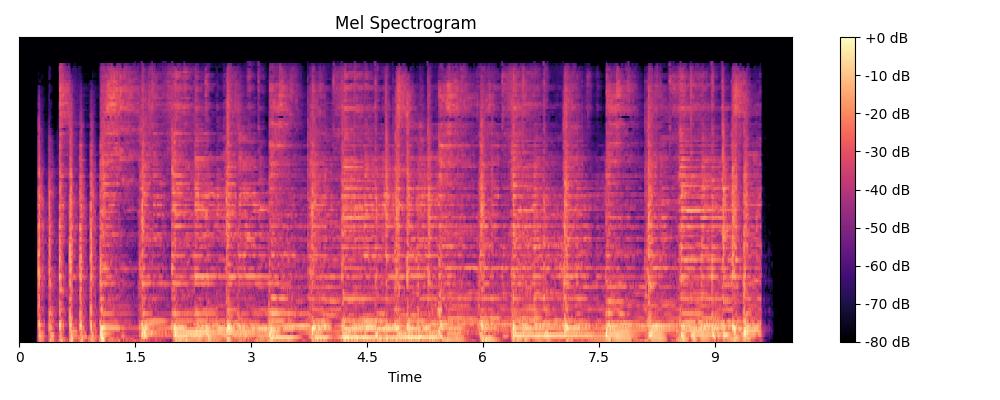 Mel Spectrogram
+0 dB
-10 dB
-20 dB
-30 dB
-40 dB
-50 dB
-60 dB
-70 dB
-80 dB
0 1.5 3 4.5 6 7.5 9
Time